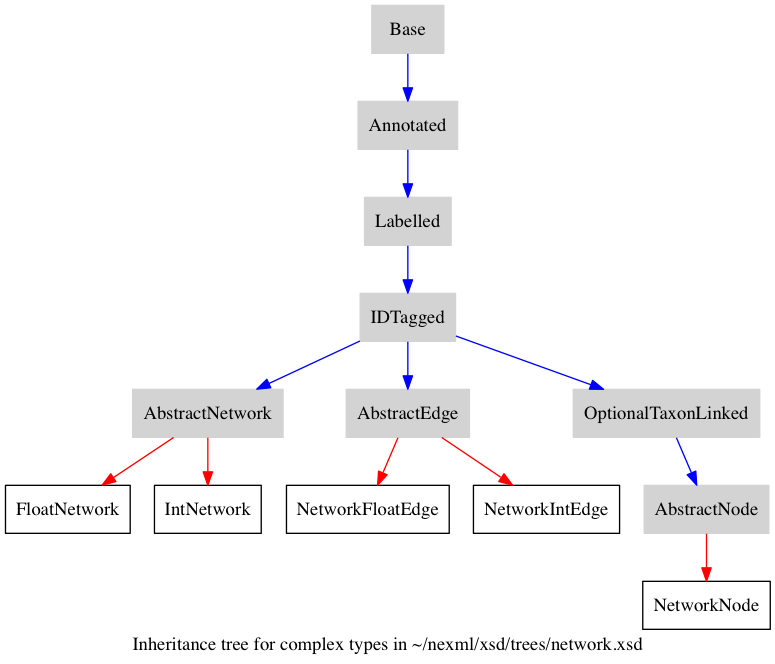 Base
Annotated
Labelled
IDTagged
AbstractNetwork
AbstractEdge
OptionalTaxonLinked
FloatNetwork
IntNetwork
NetworkFloatEdge
NetworkIntEdge
AbstractNode
NetworkNode
Inheritance tree for complex types in ~/nexml/xsd/trees/network.xsd